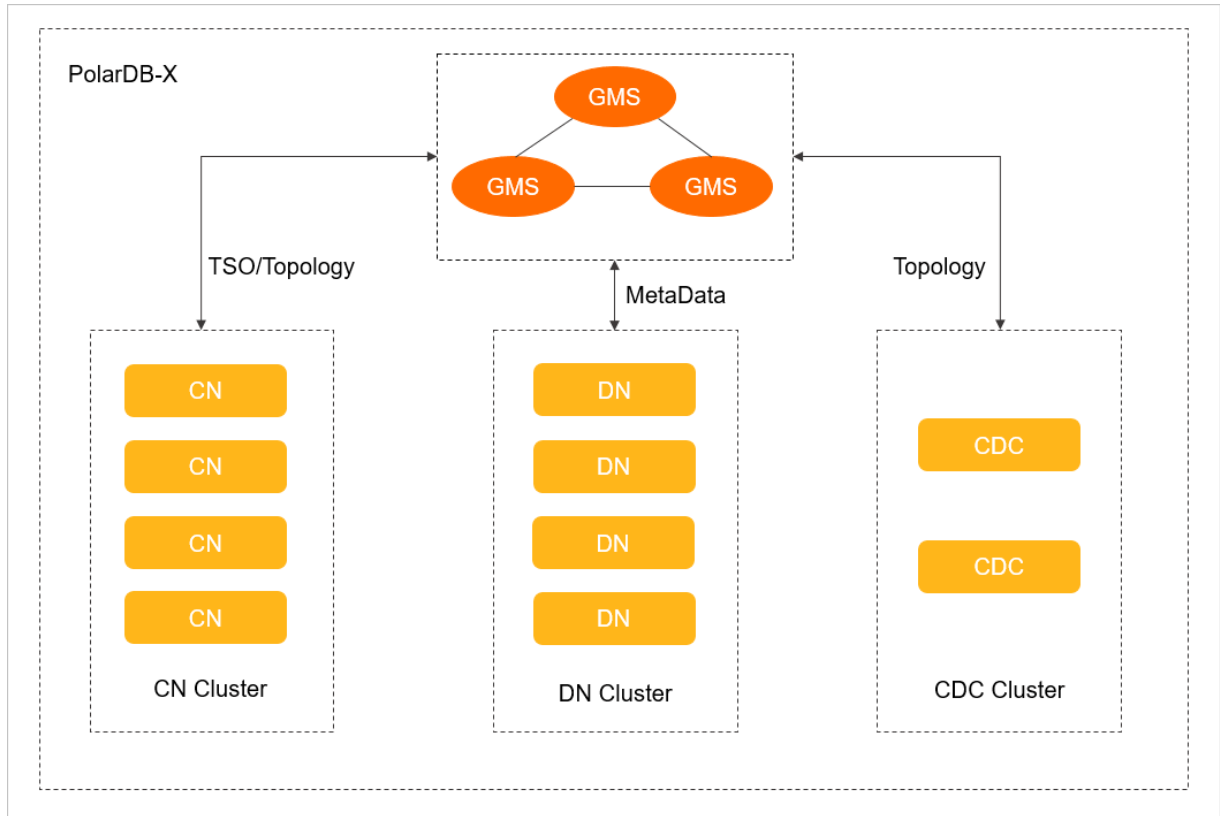 PolarDB-X
GMS
GMS
GMS
TSO/Topology
MetaData
Topology
CN
CN
CN
CN
CN Cluster
DN
DN
DN
DN
DN Cluster
CDC
CDC
CDC Cluster